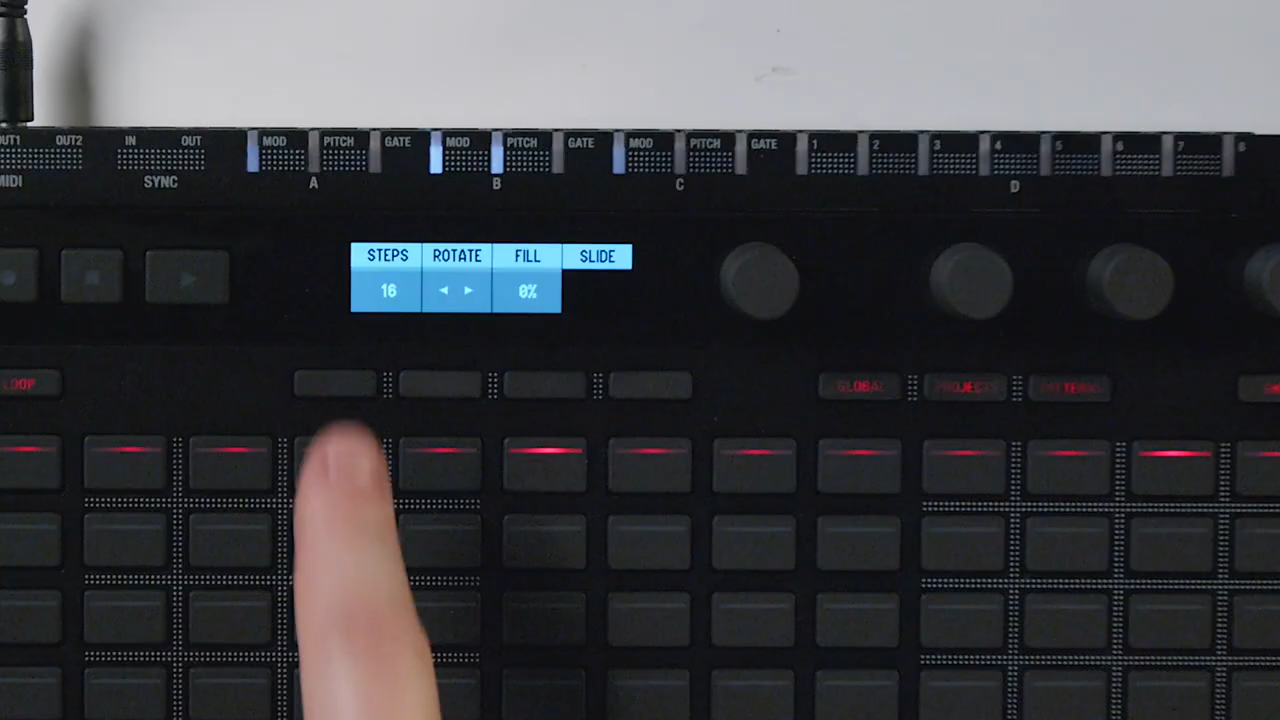 OUT1 OUT2 IN OUT MOD PITCH GATE MOD PITCH GATE MOD PITCH GATE 1 2 3 4 5 6 7 8
MIDI SYNC A B C D
STEPS ROTATE FILL SLIDE
16 ◄ ► 0%
LOOP GLOBAL PROJECTS PATTERNS